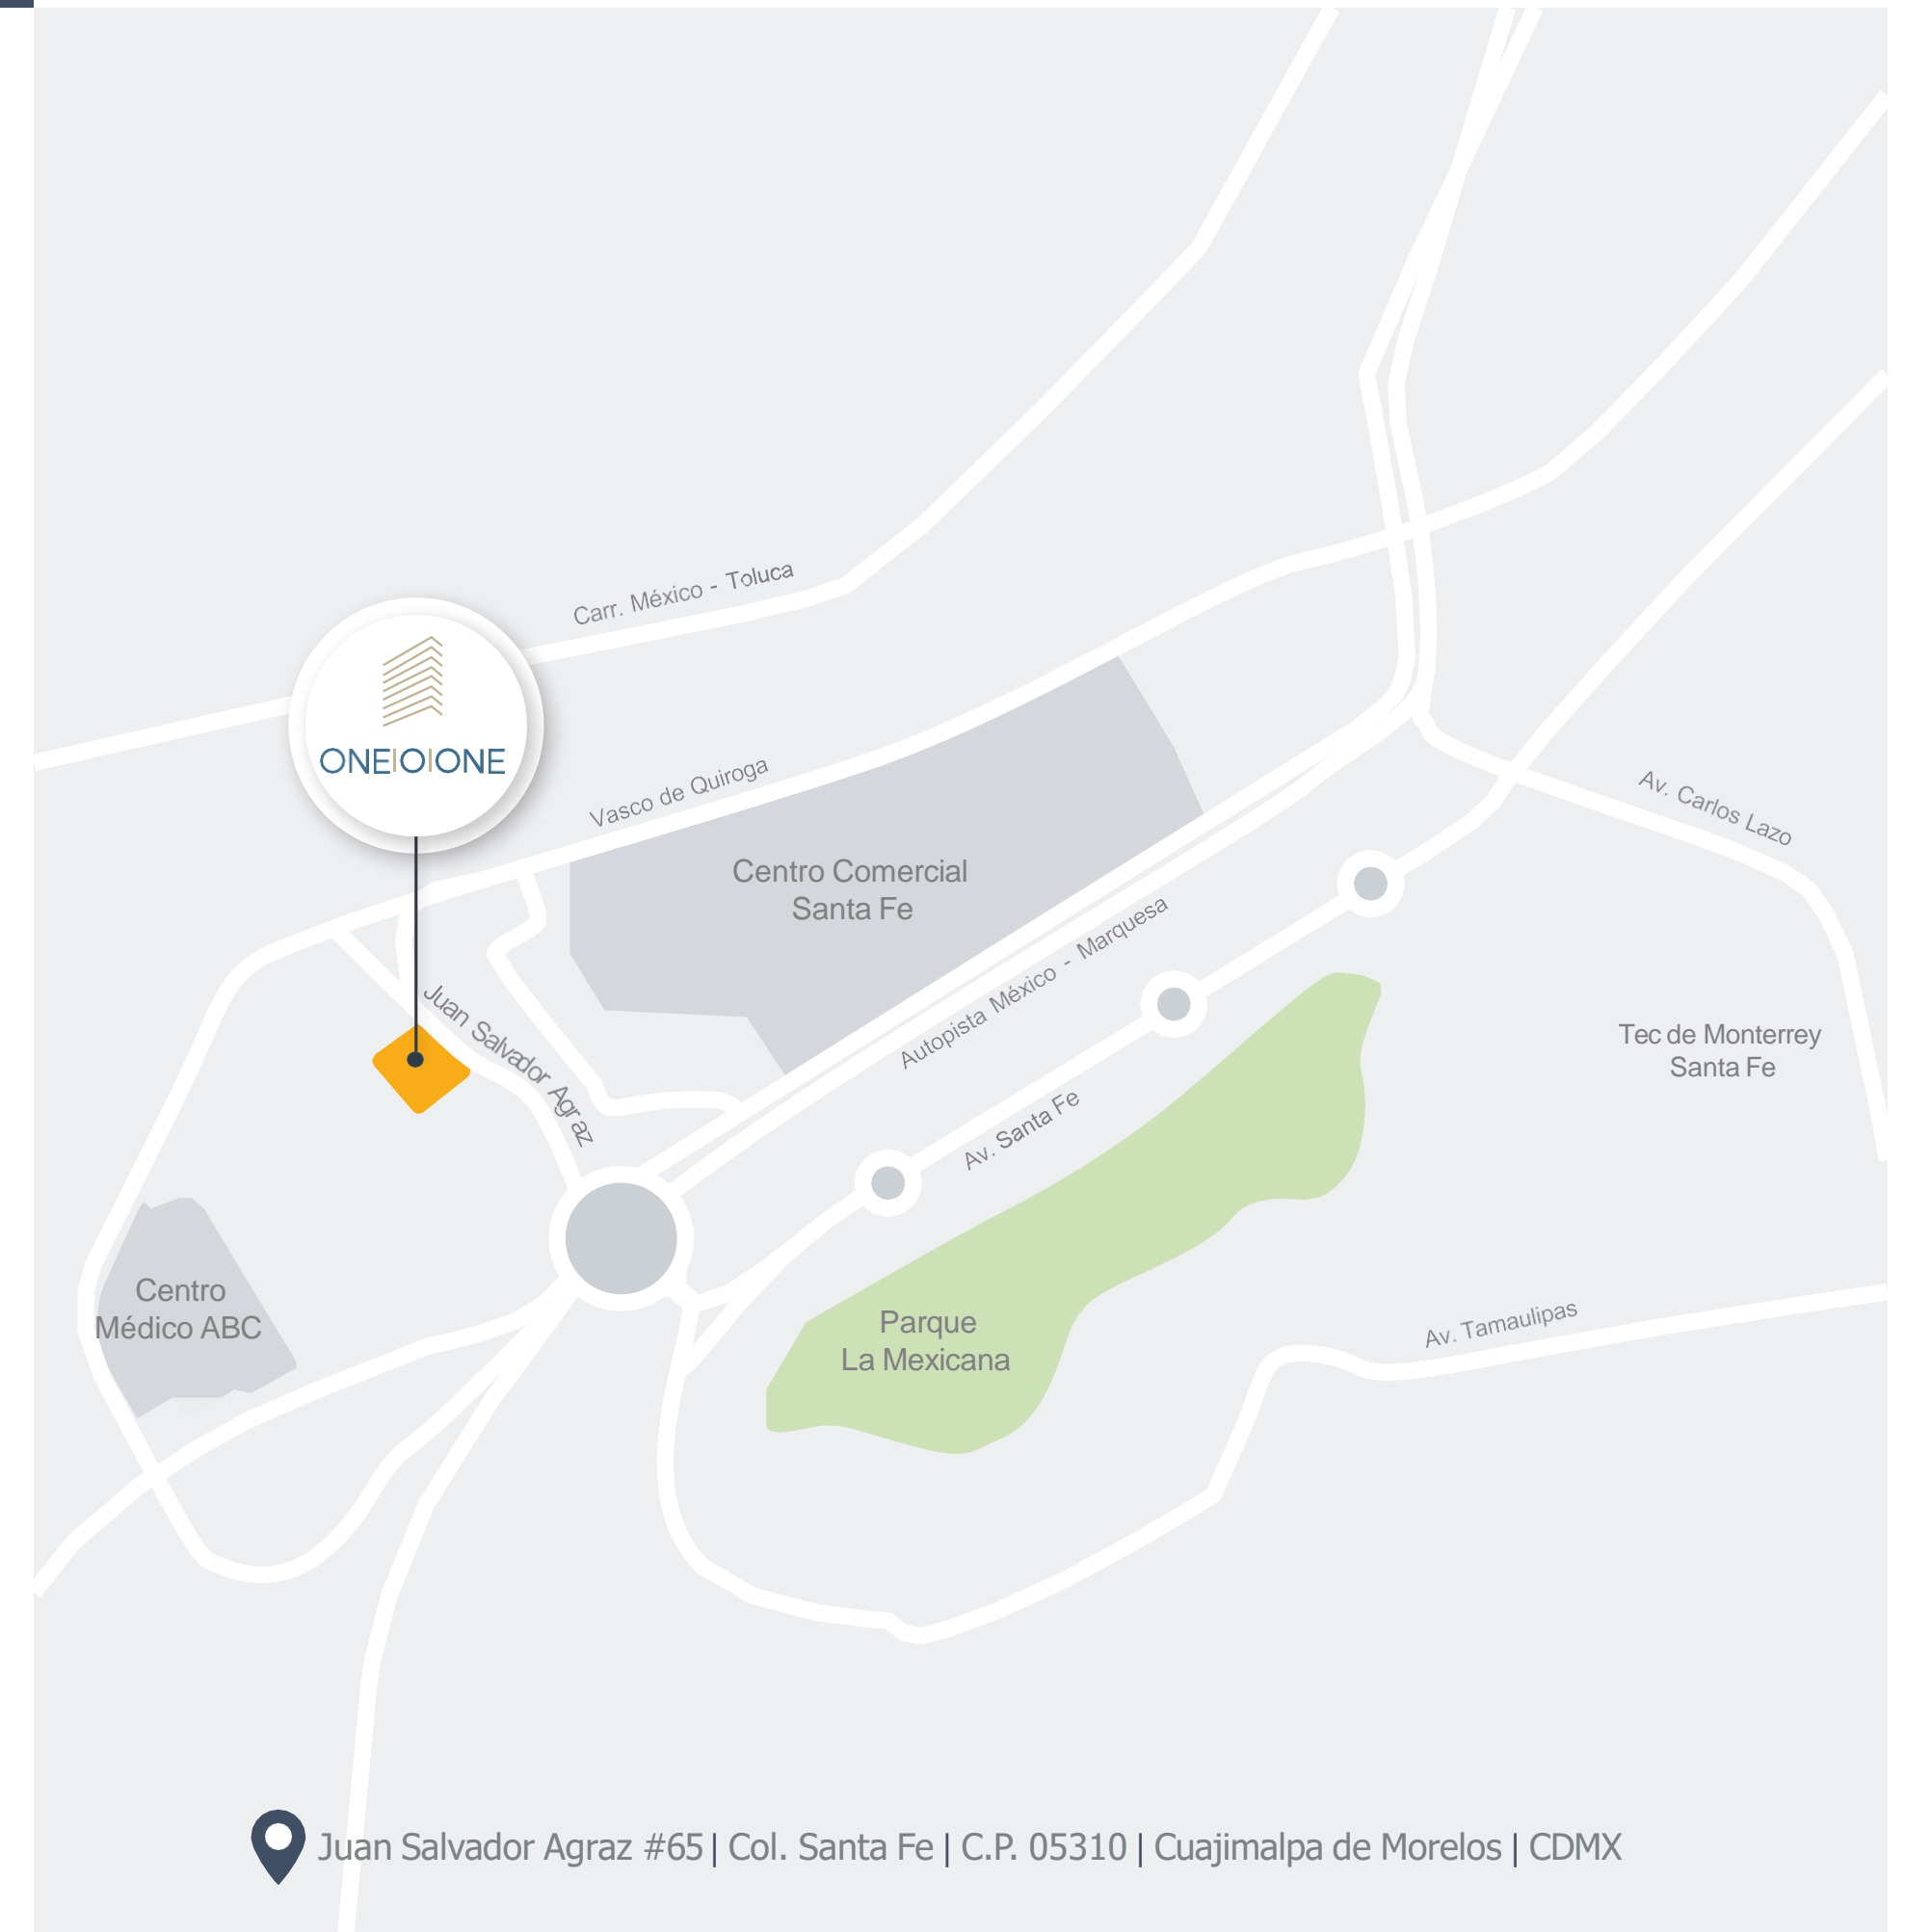 Carr. México - Toluca
ONE|O|ONE
Vasco de Quiroga
Av. Carlos Lazo
Centro Comercial
Santa Fe
Autopista México - Marquesa
Juan Salvador Agraz
Tec de Monterrey
Santa Fe
Av. Santa Fe
Centro
Médico ABC
Parque
La Mexicana
Av. Tamaulipas
Juan Salvador Agraz #65 | Col. Santa Fe | C.P. 05310 | Cuajimalpa de Morelos | CDMX